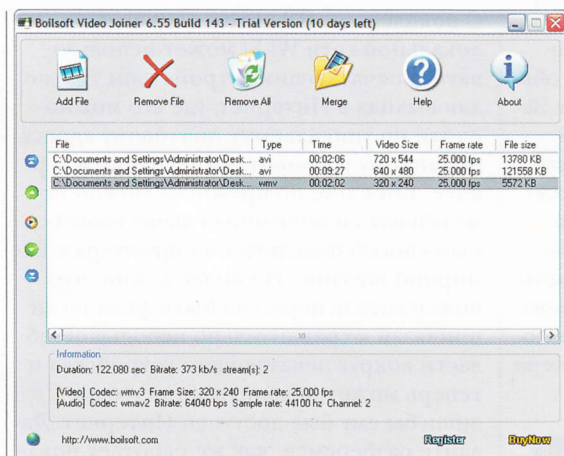 Boilsoft Video Joiner 6.55 Build 143 - Trial Version (10 days left)
Add File Remove File Remove All Merge Help About
File Type Time Video Size Frame rate File size
C:\Documents and Settings\Administrator\Desk... avi 00:02:06 720 x 544 25.000 fps 13780 KB
C:\Documents and Settings\Administrator\Desk... avi 00:09:27 640 x 480 25.000 fps 121558 KB
C:\Documents and Settings\Administrator\Desk... wmv 00:02:02 320 x 240 25.000 fps 5572 KB
Information
Duration: 122.080 sec Bitrate: 373 kb/s stream(s): 2
[Video] Codec: wmv3 Frame Size: 320 x 240 Frame rate: 25.000 fps
[Audio] Codec: wmav2 Bitrate: 64040 bps Sample rate: 44100 hz Channel: 2
http://www.boilsoft.com Register BuyNow